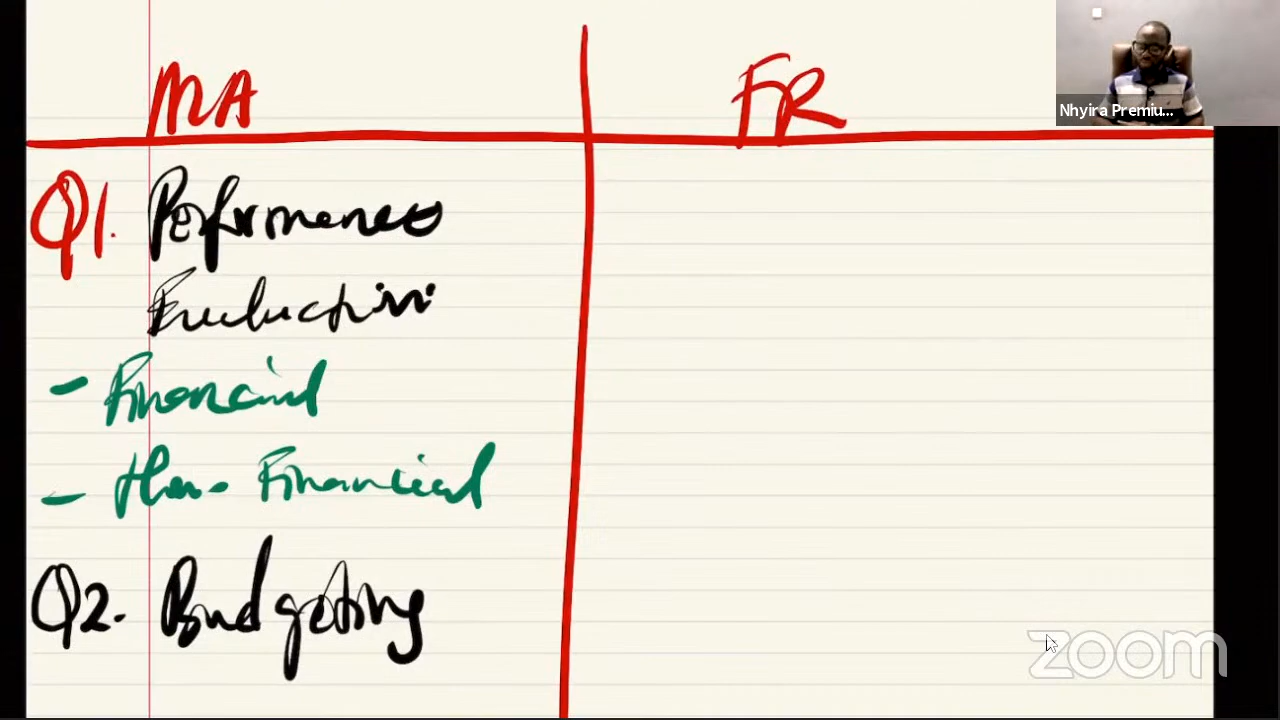 MA
FR
Nhyira Premiu...
Q1. Performance
Evaluation
- Financial
- Non-Financial
Q2. Budgeting
zoom